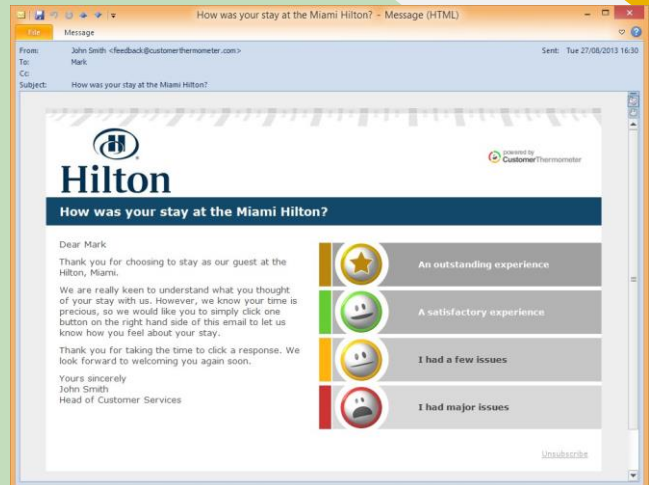 How was your stay at the Miami Hilton? - Message (HTML)
File
Message
From: John Smith <feedback@customerthermometer.com>
Sent: Tue 27/08/2013 16:30
To: Mark
Cc:
Subject: How was your stay at the Miami Hilton?
H
Hilton
powered by
CustomerThermometer
How was your stay at the Miami Hilton?
Dear Mark
Thank you for choosing to stay as our guest at the
Hilton, Miami.
We are really keen to understand what you thought
of your stay with us. However, we know your time is
precious, so we would like you to simply click one
button on the right hand side of this email to let us
know how you feel about your stay.
Thank you for taking the time to click a response. We
look forward to welcoming you again soon.
Yours sincerely
John Smith
Head of Customer Services
An outstanding experience
A satisfactory experience
I had a few issues
I had major issues
Unsubscribe